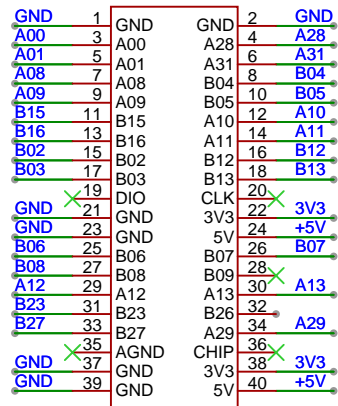 GND 1 GND GND 2 GND
A00 3 A00 A28 4 A28
A01 5 A01 A31 6 A31
A08 7 A08 B04 8 B04
A09 9 A09 B05 10 B05
B15 11 B15 A10 12 A10
B16 13 B16 A11 14 A11
B02 15 B02 B12 16 B12
B03 17 B03 B13 18 B13
19 DIO CLK 20
GND 21 GND 3V3 22 3V3
GND 23 GND 5V 24 +5V
B06 25 B06 B07 26 B07
B08 27 B08 B09 28
A12 29 A12 A13 30 A13
B23 31 B23 B26 32
B27 33 B27 A29 34 A29
35 AGND CHIP 36
GND 37 GND 3V3 38 3V3
GND 39 GND 5V 40 +5V